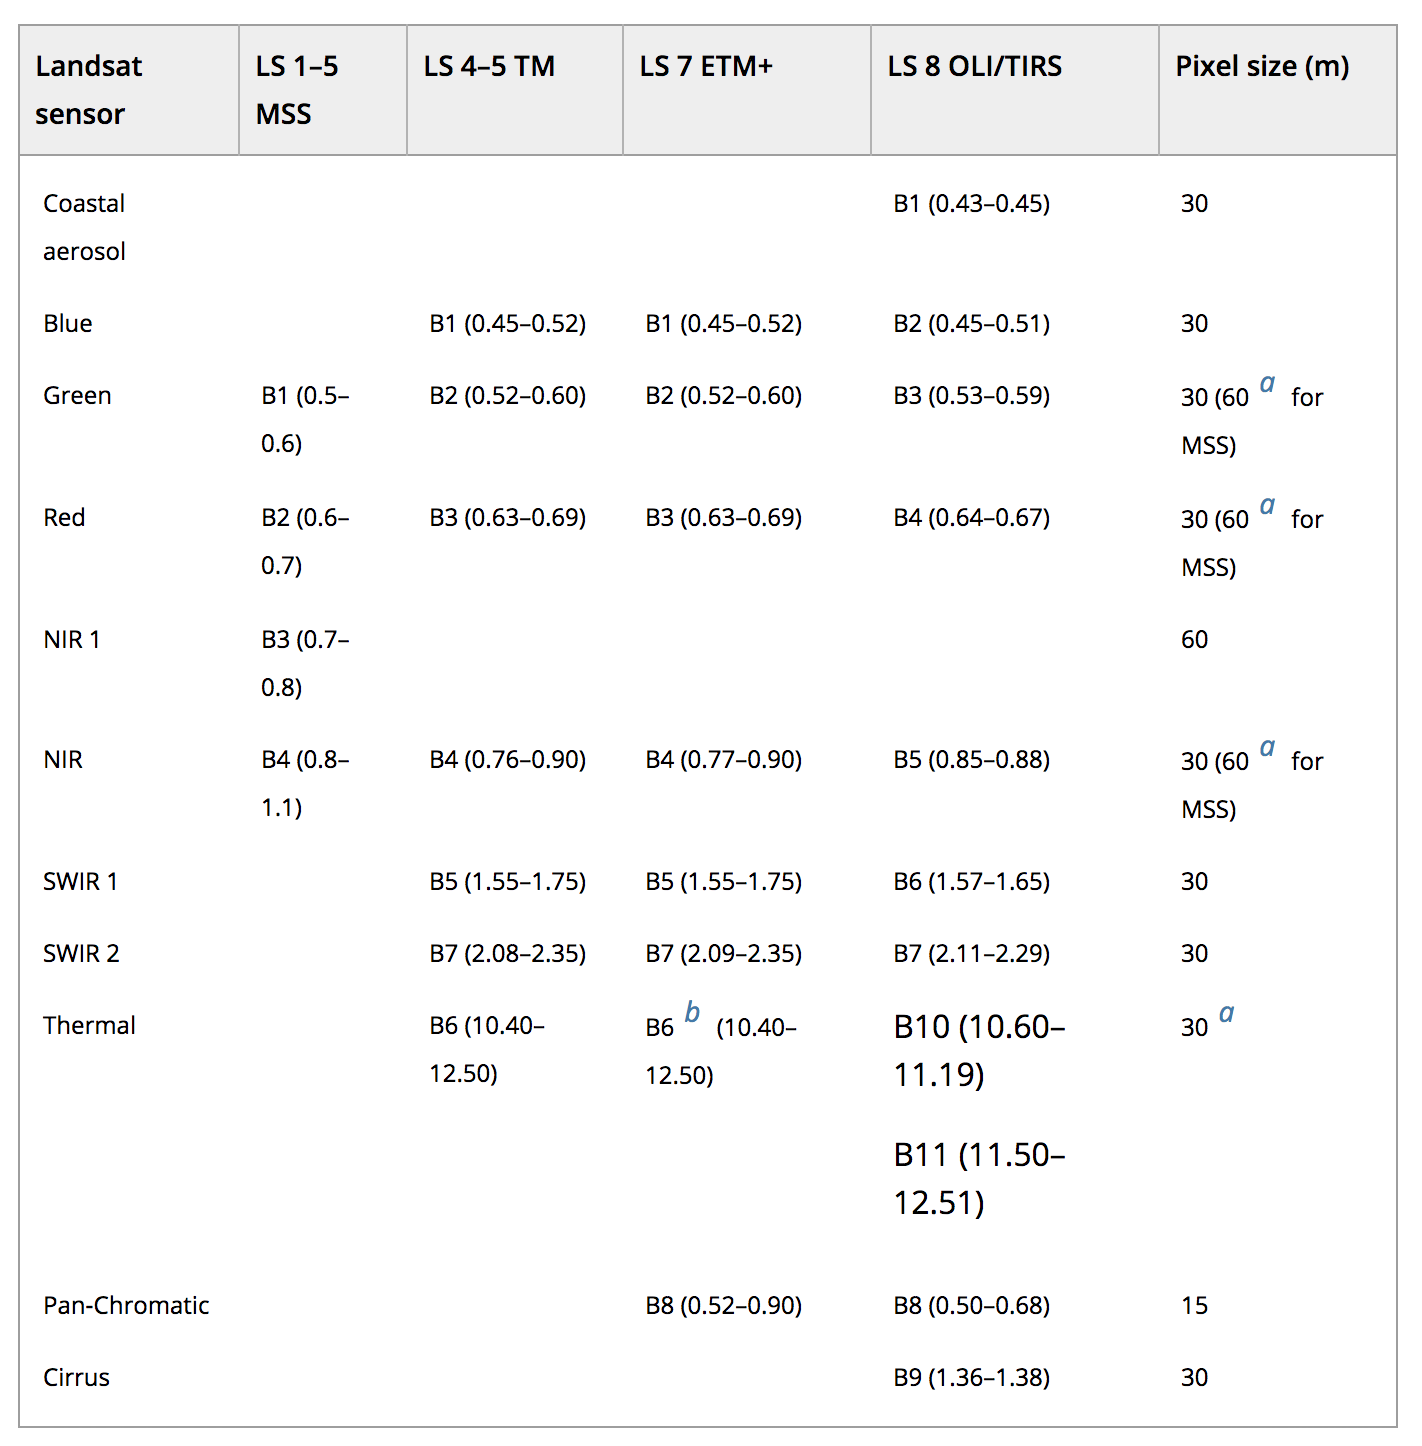 Landsat sensor LS 1–5 MSS LS 4–5 TM LS 7 ETM+ LS 8 OLI/TIRS Pixel size (m)
Coastal aerosol B1 (0.43–0.45) 30
Blue B1 (0.45–0.52) B1 (0.45–0.52) B2 (0.45–0.51) 30
Green B1 (0.5–0.6) B2 (0.52–0.60) B2 (0.52–0.60) B3 (0.53–0.59) 30 (60 a for MSS)
Red B2 (0.6–0.7) B3 (0.63–0.69) B3 (0.63–0.69) B4 (0.64–0.67) 30 (60 a for MSS)
NIR 1 B3 (0.7–0.8) 60
NIR B4 (0.8–1.1) B4 (0.76–0.90) B4 (0.77–0.90) B5 (0.85–0.88) 30 (60 a for MSS)
SWIR 1 B5 (1.55–1.75) B5 (1.55–1.75) B6 (1.57–1.65) 30
SWIR 2 B7 (2.08–2.35) B7 (2.09–2.35) B7 (2.11–2.29) 30
Thermal B6 (10.40–12.50) B6 b (10.40–12.50) B10 (10.60–11.19) 30 a
B11 (11.50–12.51)
Pan-Chromatic B8 (0.52–0.90) B8 (0.50–0.68) 15
Cirrus B9 (1.36–1.38) 30